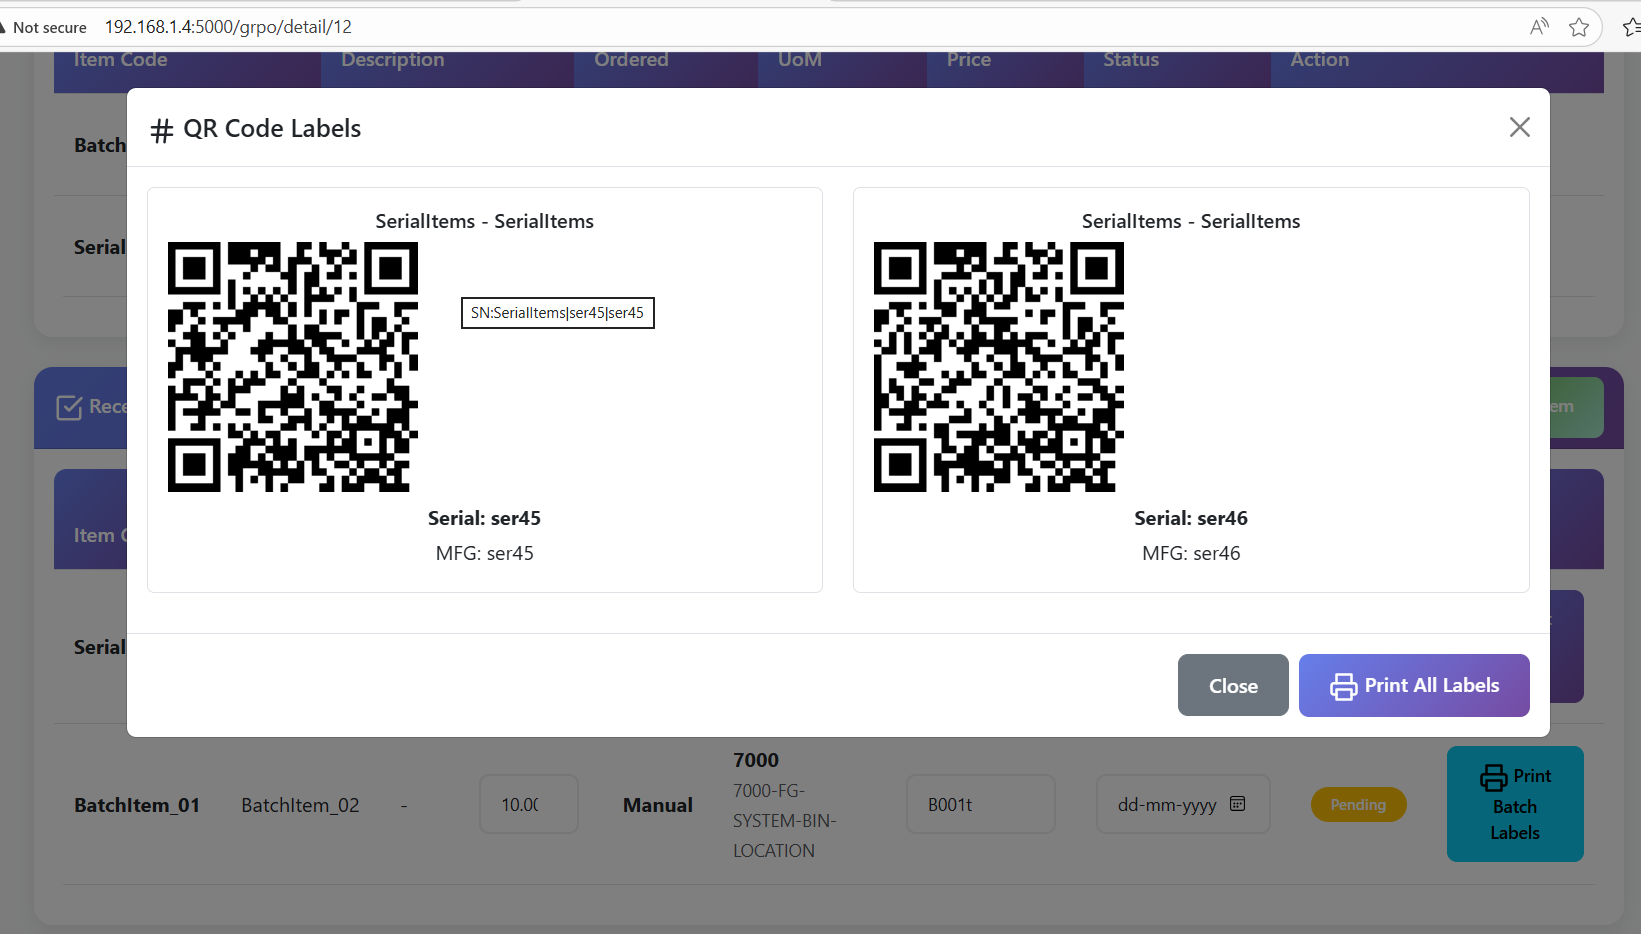 Not secure 192.168.1.4:5000/grpo/detail/12
Item Code Description Ordered UoM Price Status Action
# QR Code Labels
Batch
SerialItems - SerialItems SerialItems - SerialItems
Serial
SN:SerialItems|ser45|ser45
Rece em
Serial: ser45 Serial: ser46
Item C
MFG: ser45 MFG: ser46
Serial
Close Print All Labels
BatchItem_01 BatchItem_02 - 10.00 Manual
7000
7000-FG-
SYSTEM-BIN-
LOCATION
B001t dd-mm-yyyy Pending
Print
Batch
Labels